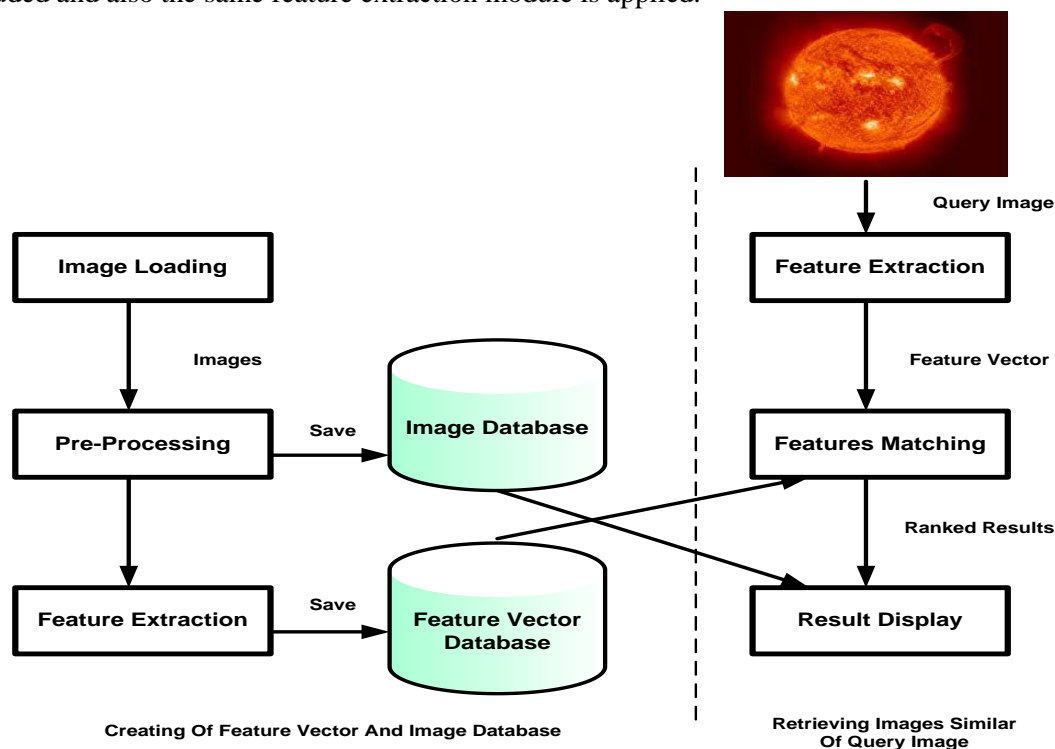 and also the same feature extraction module is applied.
Query Image
Image Loading
Feature Extraction
Images
Feature Vector
Pre-Processing
Save
Image Database
Features Matching
Ranked Results
Feature Extraction
Save
Feature Vector
Database
Result Display
Creating Of Feature Vector And Image Database
Retrieving Images Similar
Of Query Image